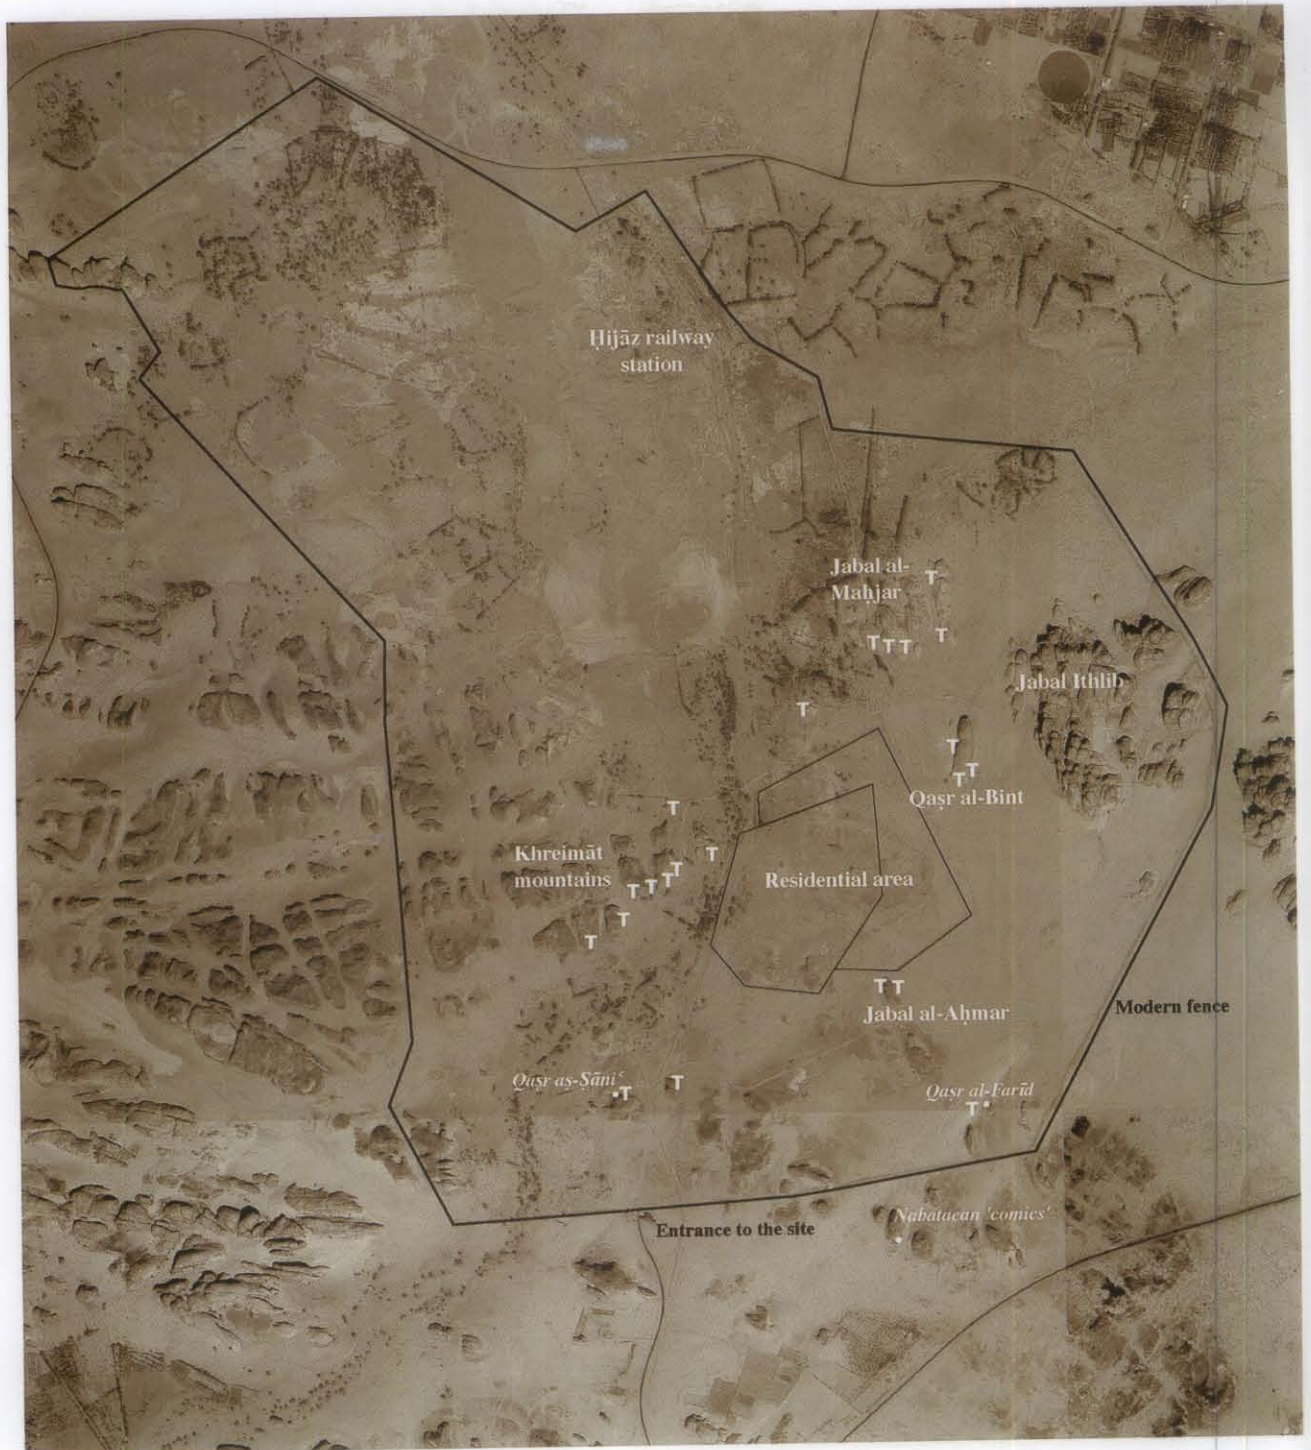 Ḥijāz railway
station
Jabal al-
Maḥjar
T
T T T T
Jabal Ithlib
T
T
T T
Qaṣr al-Bint
T
Khreimāt
mountains
T
T
T T T
Residential area
T
T
T T
Jabal al-Aḥmar
Modern fence
Qaṣr aṣ-Ṣāniʿ
T
T
Qaṣr al-Farīd
T
Nabataean 'comics'
Entrance to the site